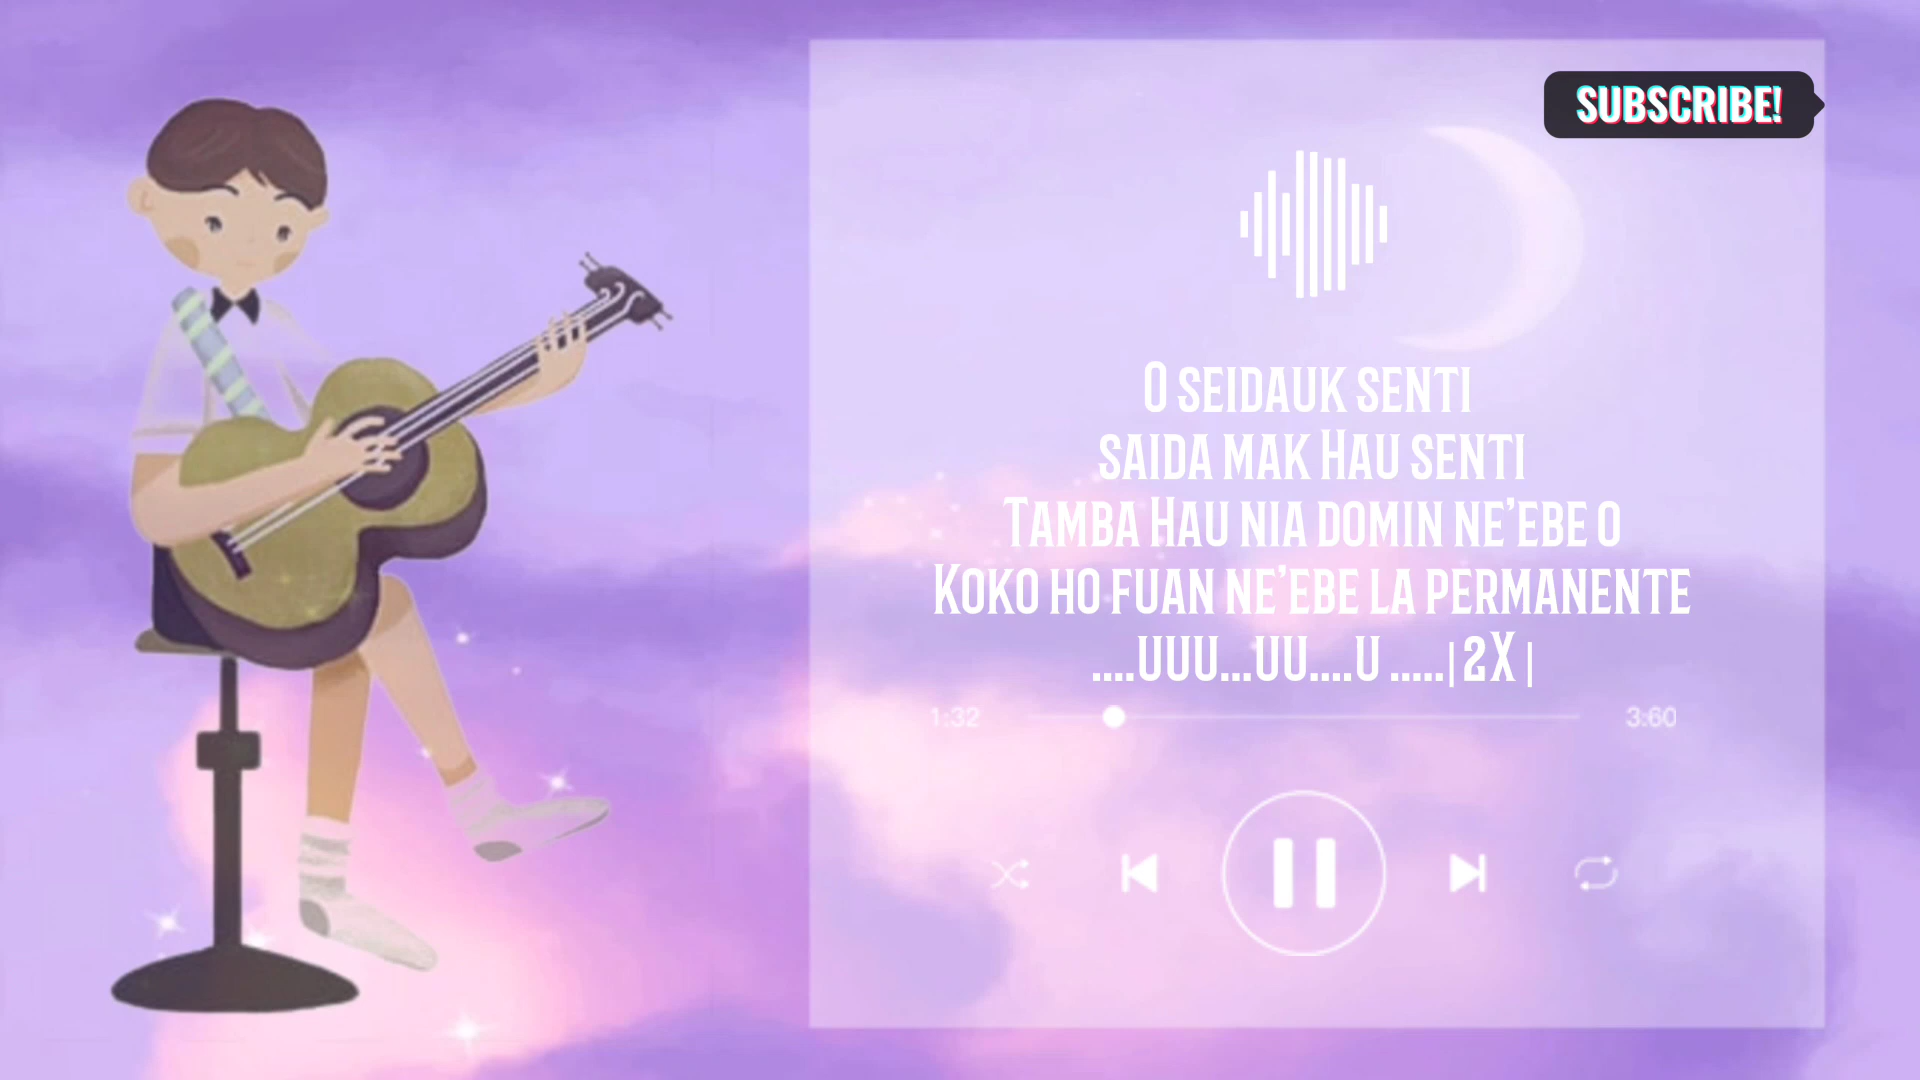 SUBSCRIBE!
O SEIDAUK SENTI
SAIDA MAK HAU SENTI
TAMBA HAU NIA DOMIN NE'EBE O
KOKO HO FUAN NE'EBE LA PERMANENTE
....UUU...UU....U .....|2X|
1:32 3:60